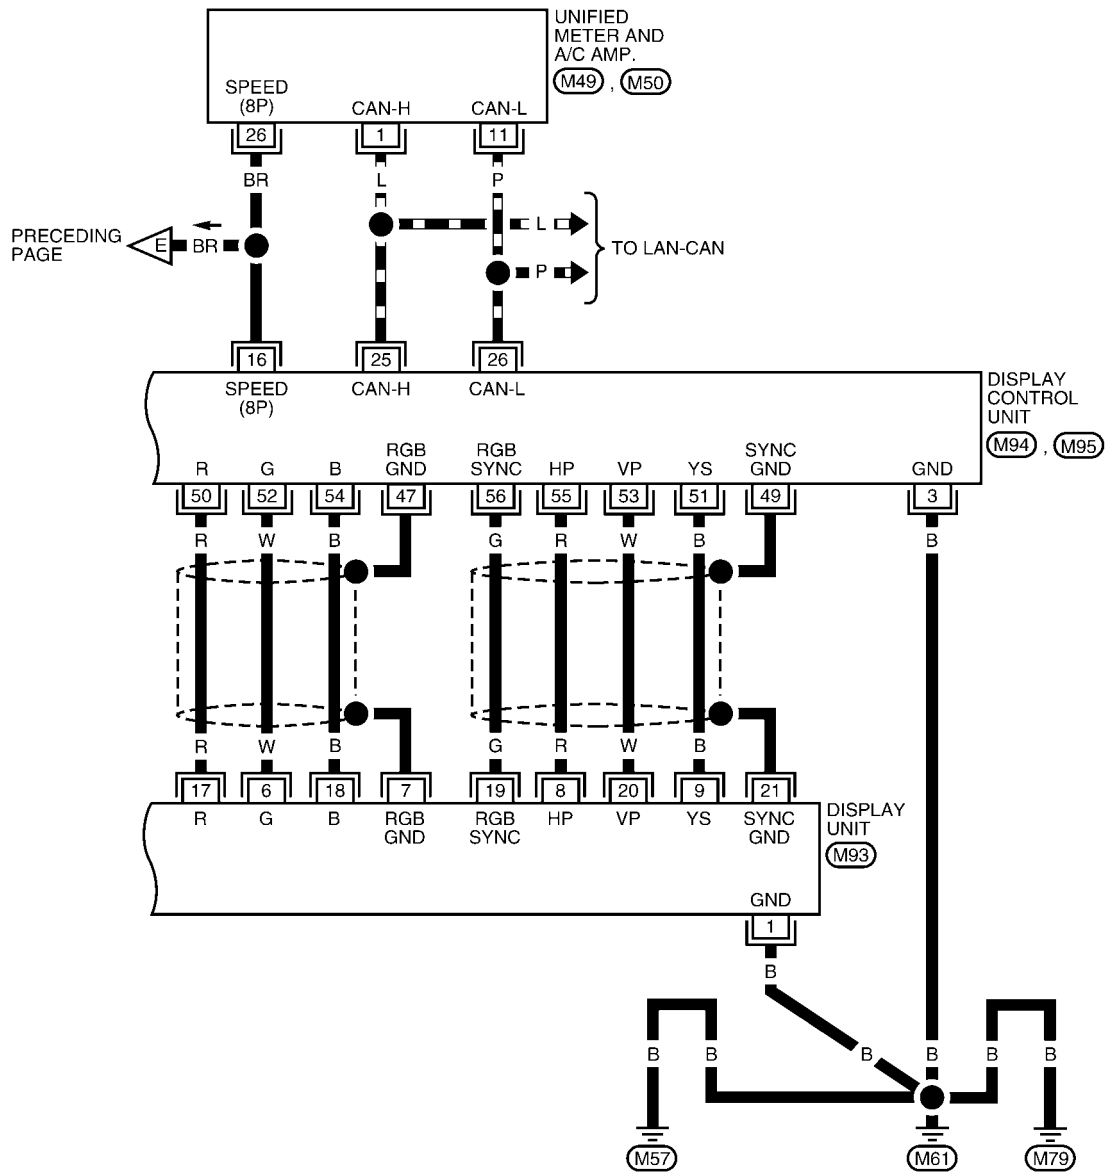 UNIFIED
METER AND
A/C AMP.
M49 , M50
SPEED
(8P)
CAN-H
CAN-L
26
1
11
BR
L
P
PRECEDING
PAGE
E
BR
L
P
TO LAN-CAN
16
25
26
SPEED
(8P)
CAN-H
CAN-L
DISPLAY
CONTROL
UNIT
M94 , M95
R
G
B
RGB
GND
RGB
SYNC
HP
VP
YS
SYNC
GND
GND
50
52
54
47
56
55
53
51
49
3
R
W
B
G
R
W
B
B
R
W
B
G
R
W
B
17
6
18
7
19
8
20
9
21
R
G
B
RGB
GND
RGB
SYNC
HP
VP
YS
SYNC
GND
DISPLAY
UNIT
M93
GND
1
B
B
B
B
B
B
B
M57
M61
M79